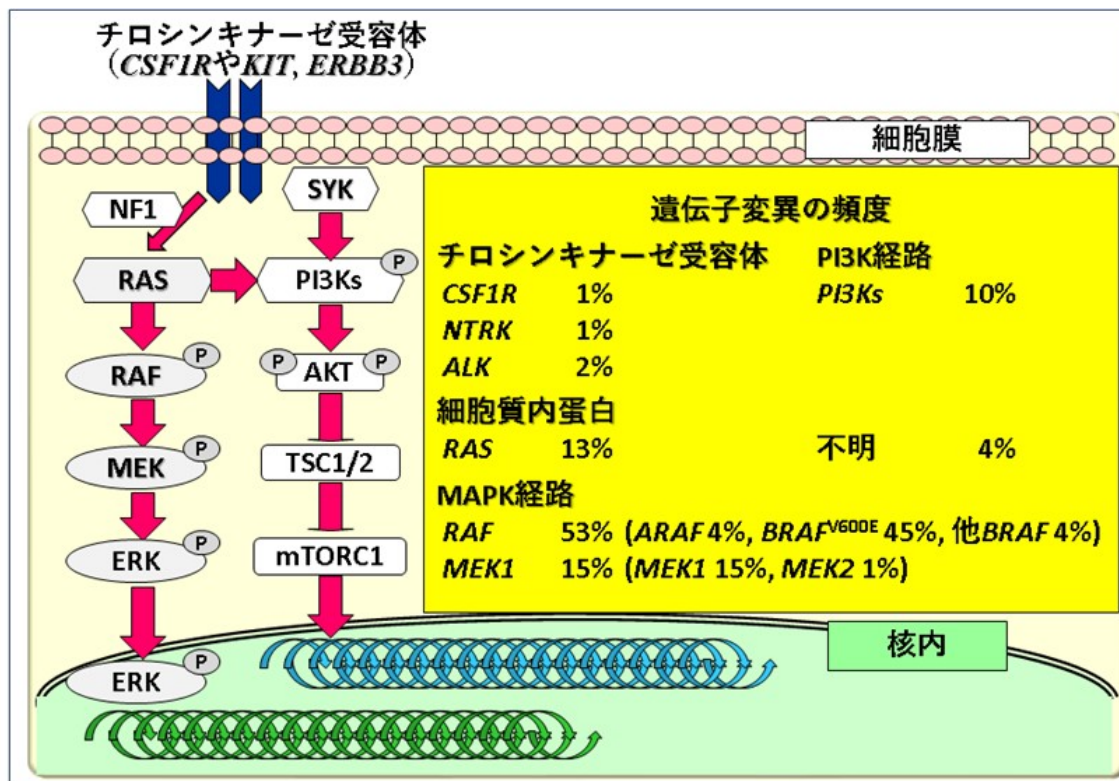 チロシンキナーゼ受容体
(CSF1RやKIT, ERBB3)
細胞膜
NF1
SYK
RAS
PI3Ks
P
RAF
P
P
AKT
P
MEK
P
TSC1/2
ERK
P
mTORC1
ERK
P
遺伝子変異の頻度
チロシンキナーゼ受容体
CSF1R 1%
NTRK 1%
ALK 2%
PI3K経路
PI3Ks 10%
細胞質内蛋白
RAS 13%
不明 4%
MAPK経路
RAF 53% (ARAF 4%, BRAFV600E 45%, 他BRAF 4%)
MEK1 15% (MEK1 15%, MEK2 1%)
核内